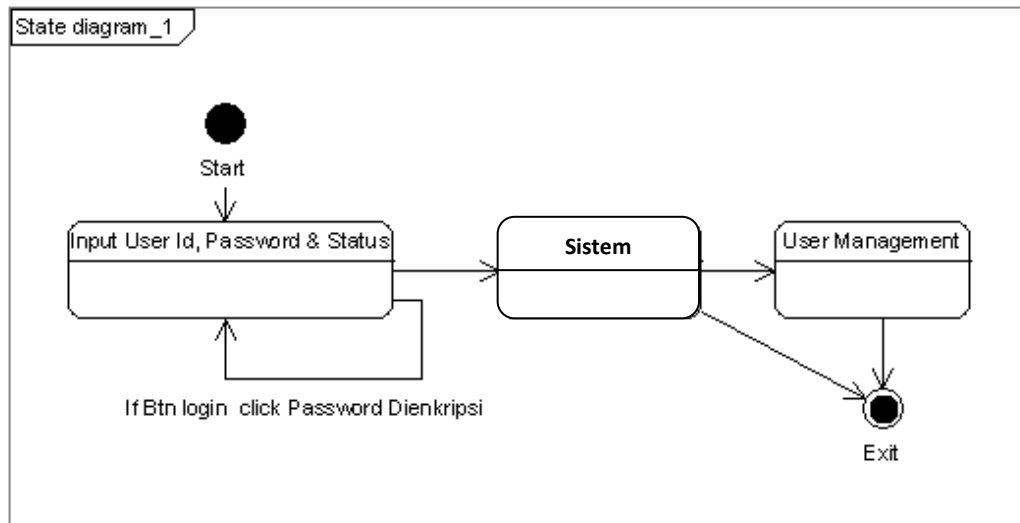 State diagram_1
Start
Input User Id, Password & Status
Sistem
User Management
If Btn login click Password Dienkripsi
Exit